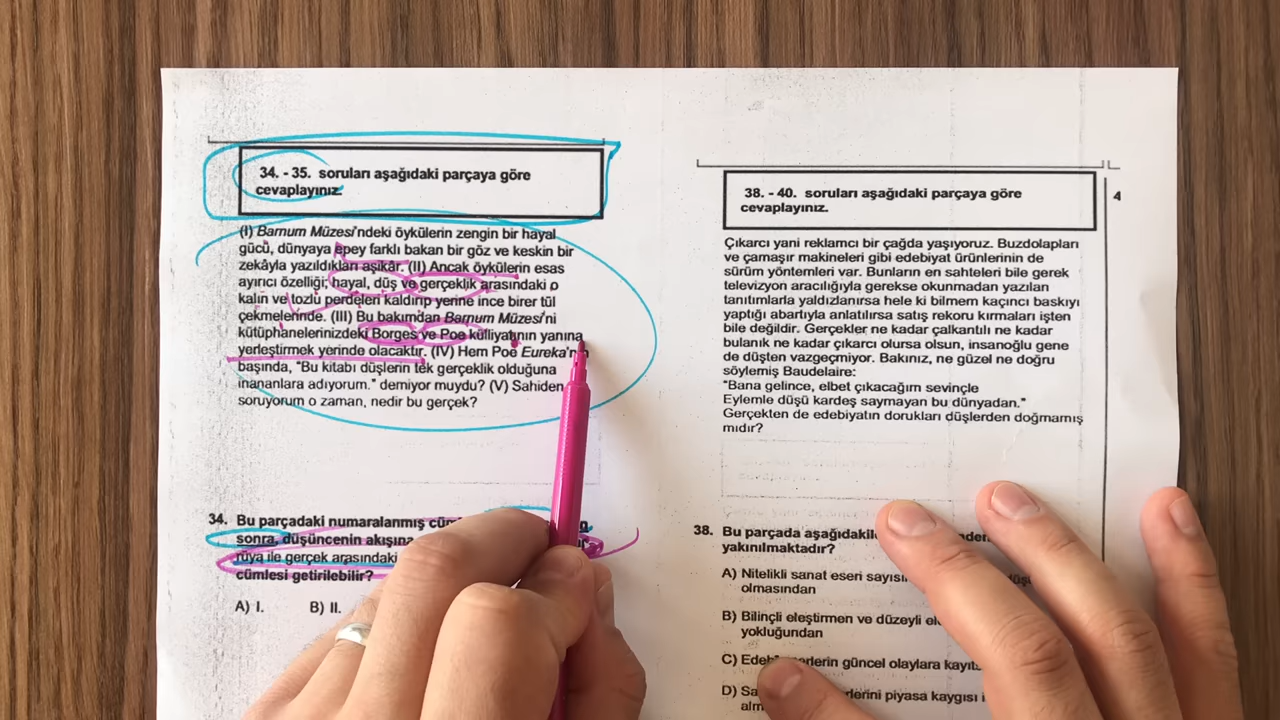 34. - 35. soruları aşağıdaki parçaya göre
cevaplayınız.
(I) Barnum Müzesi'ndeki öykülerin zengin bir hayal
gücü, dünyaya epey farklı bakan bir göz ve keskin bir
zekâyla yazıldıkları aşikâr. (II) Ancak öykülerin esas
ayırıcı özelliği; hayal, düş ve gerçeklik arasındaki o
kalın ve tozlu perdeleri kaldırıp yerine ince birer tül
çekmelerinde. (III) Bu bakımdan Barnum Müzesi'ni
kütüphanelerinizdeki Borges ve Poe külliyatının yanına
yerleştirmek yerinde olacaktır. (IV) Hem Poe Eureka'nın
başında, "Bu kitabı düşlerin tek gerçeklik olduğuna
inananlara adıyorum." demiyor muydu? (V) Sahiden
soruyorum o zaman, nedir bu gerçek?
34. Bu parçadaki numaralanmış
sonra, düşüncenin akışına
rüya ile gerçek arasındaki
cümlesi getirilebilir?
A) I. B) II.
38. - 40. soruları aşağıdaki parçaya göre
cevaplayınız.
4
Çıkarcı yani reklamcı bir çağda yaşıyoruz. Buzdolapları
ve çamaşır makineleri gibi edebiyat ürünlerinin de
sürüm yöntemleri var. Bunların en sahteleri bile gerek
televizyon aracılığıyla gerekse okunmadan yazılan
tanıtımlarla yaldızlanırsa hele ki bilmem kaçıncı baskıyı
yaptığı abartıyla anlatılırsa satış rekoru kırmaları işten
bile değildir. Gerçekler ne kadar çalkantılı ne kadar
bulanık ne kadar çıkarcı olursa olsun, insanoğlu gene
de düşten vazgeçmiyor. Bakınız, ne güzel ne doğru
söylemiş Baudelaire:
"Bana gelince, elbet çıkacağım sevinçle
Eylemle düşü kardeş saymayan bu dünyadan."
Gerçekten de edebiyatın dorukları düşlerden doğmamış
mıdır?
38. Bu parçada
yakınılmaktadır?
A) Nitelikli sanat eseri
olmasından
B) Bilinçli eleştirmen ve düzeyli
yokluğundan
C) güncel olaylara
D) piyasa kaygısı